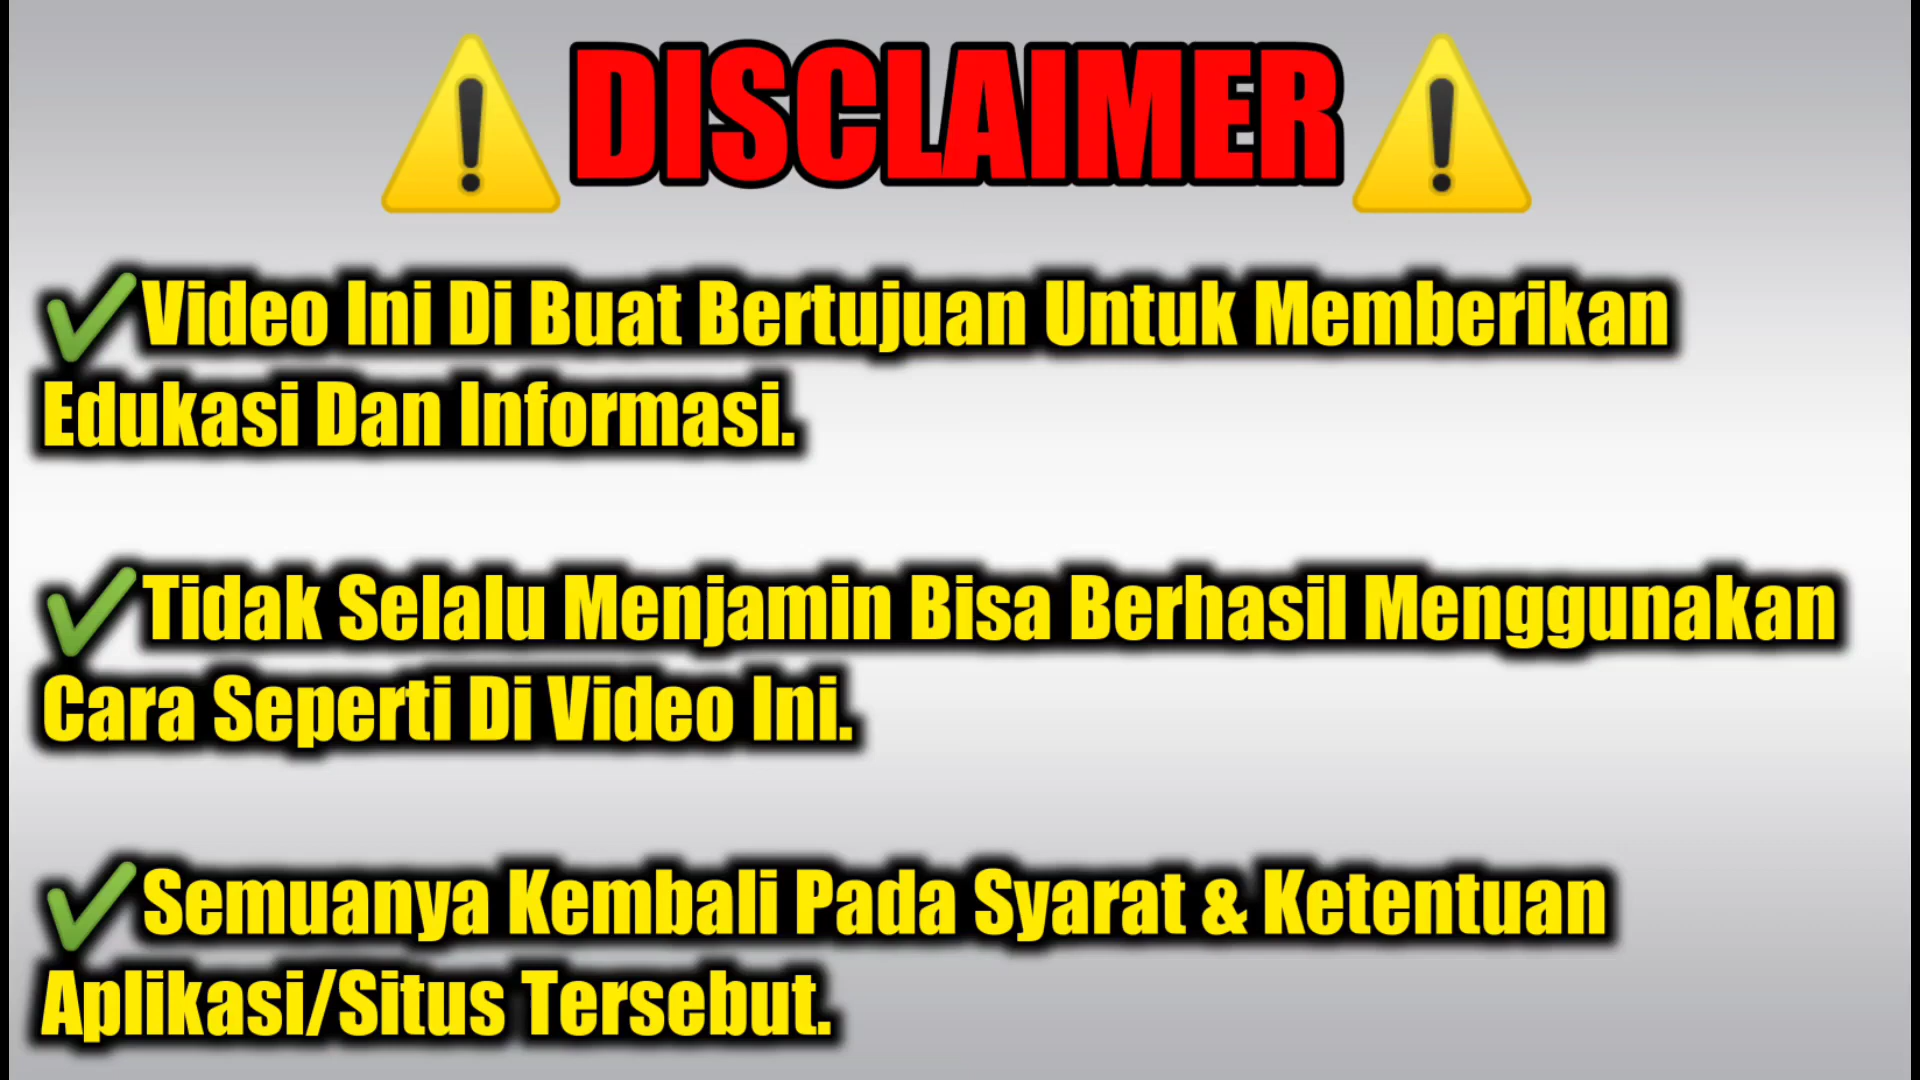 ⚠️DISCLAIMER⚠️
✔Video Ini Di Buat Bertujuan Untuk Memberikan
Edukasi Dan Informasi.
✔Tidak Selalu Menjamin Bisa Berhasil Menggunakan
Cara Seperti Di Video Ini.
✔Semuanya Kembali Pada Syarat & Ketentuan
Aplikasi/Situs Tersebut.